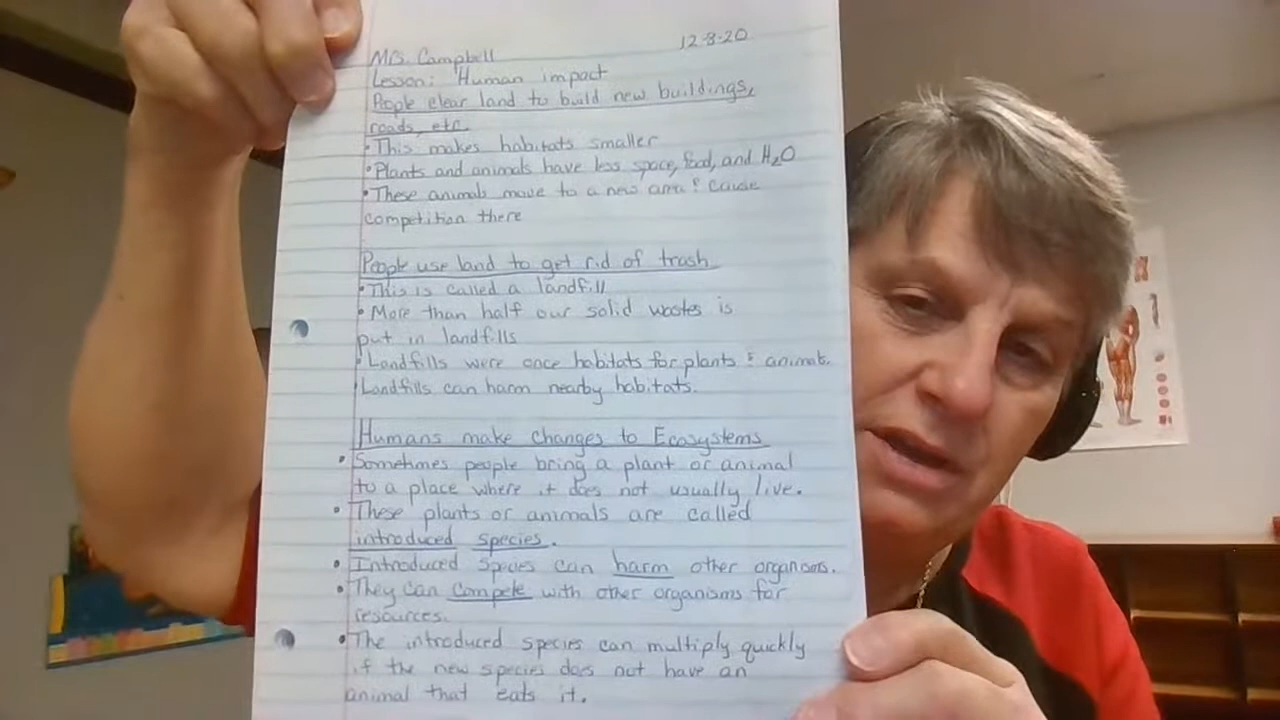 12-8-20
Mrs. Campbell
Lesson: Human impact
People clear land to build new buildings,
roads, etc.
• This makes habitats smaller
• Plants and animals have less space, food, and H₂O
• These animals move to a new area & cause
competition there
People use land to get rid of trash
• This is called a landfill
• More than half our solid wastes is
put in landfills
• Landfills were once habitats for plants & animals.
• Landfills can harm nearby habitats.
Humans make changes to Ecosystems
• Sometimes people bring a plant or animal
to a place where it does not usually live.
• These plants or animals are called
introduced species.
• Introduced species can harm other organisms.
• They can compete with other organisms for
resources.
• The introduced species can multiply quickly
if the new species does not have an
animal that eats it.